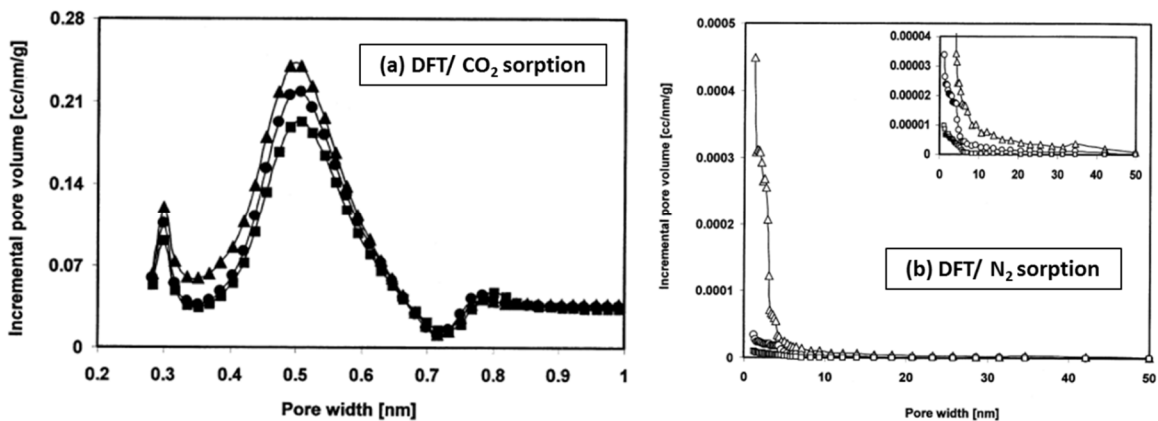 0.28
0.21
0.14
0.07
0
Incremental pore volume [cc/nm/g]
(a) DFT/ CO₂ sorption
0.2 0.3 0.4 0.5 0.6 0.7 0.8 0.9 1
Pore width [nm]
0.0005
0.0004
0.0003
0.0002
0.0001
0
Incremental pore volume [cc/nm/g]
0.00004
0.00003
0.00002
0.00001
0
0 10 20 30 40 50
(b) DFT/ N₂ sorption
0 10 20 30 40 50
Pore width [nm]